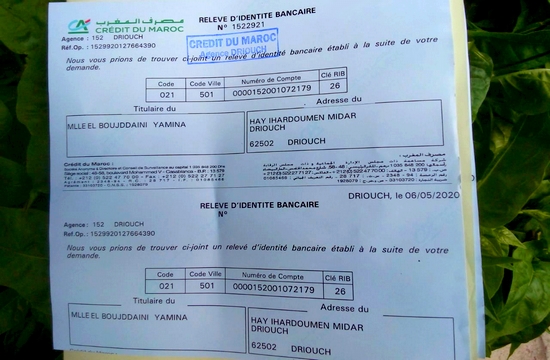 مصرف المغرب
CRÉDIT DU MAROC
RELEVE D'IDENTITE BANCAIRE
N° 1522921
Agence : 152 DRIOUCH
Réf.Op.: 1529920127664390
CREDIT DU MAROC
Agence DRIOUCH
Nous vous prions de trouver ci-joint un relevé d'identité bancaire établi à la suite de votre
demande.
Code Code Ville Numéro de Compte Clé RIB
021 501 0000152001072179 26
Titulaire du Adresse du
MLLE EL BOUJDDAINI YAMINA
HAY IHARDOUMEN MIDAR
DRIOUCH
62502 DRIOUCH
Crédit du Maroc :
مصرف المغرب :
DRIOUCH, le 06/05/2020
RELEVE D'IDENTITE BANCAIRE
N°
Agence : 152 DRIOUCH
Réf.Op.: 1529920127664390
Nous vous prions de trouver ci-joint un relevé d'identité bancaire établi à la suite de votre
demande.
Code Code Ville Numéro de Compte Clé RIB
021 501 0000152001072179 26
Titulaire du Adresse du
MLLE EL BOUJDDAINI YAMINA
HAY IHARDOUMEN MIDAR
DRIOUCH
62502 DRIOUCH